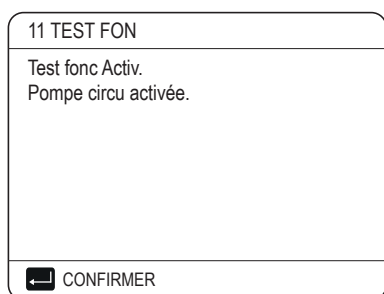 11 TEST FON
Test fonc Activ.
Pompe circu activée.
CONFIRMER